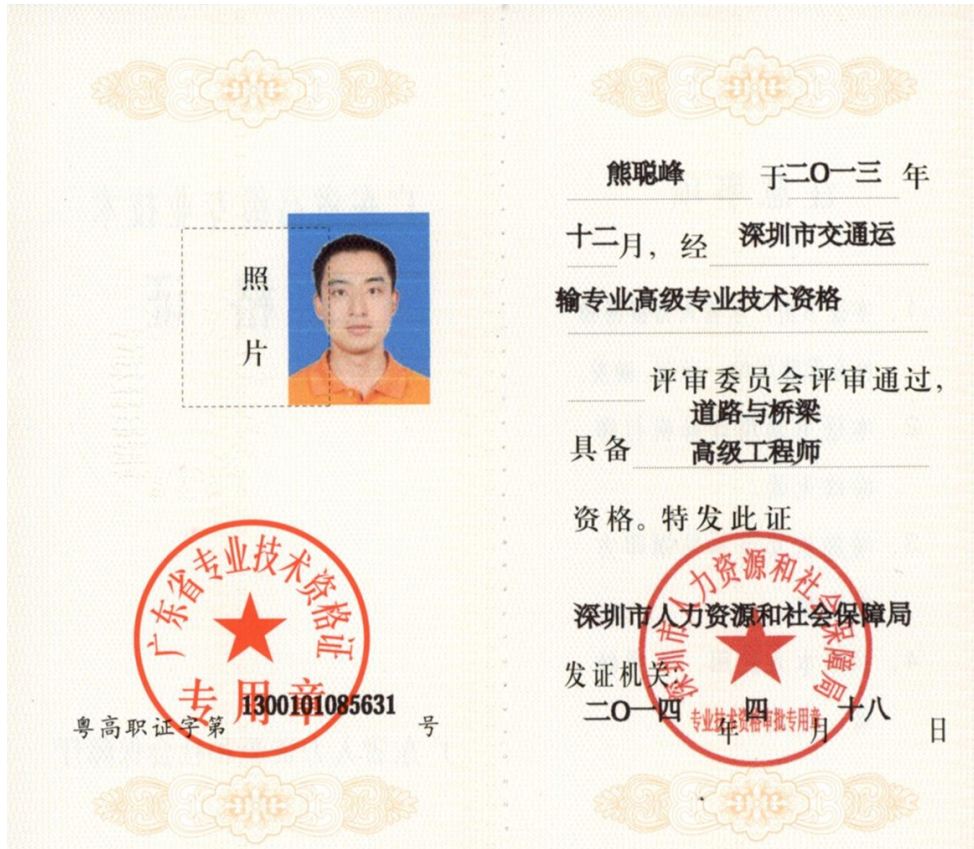 照
片
广东省专业技术资格证
专用章
粤高职证字第 1300101085631 号
熊聪峰 于二〇一三 年
十二月，经 深圳市交通运
输专业高级专业技术资格
评审委员会评审通过，
道路与桥梁
具备 高级工程师
资格。特发此证
深圳市人力资源和社会保障局
深圳市人力资源和社会保障局
发证机关：
二〇一四 年 四 月 十八 日
专业技术资格审批专用章